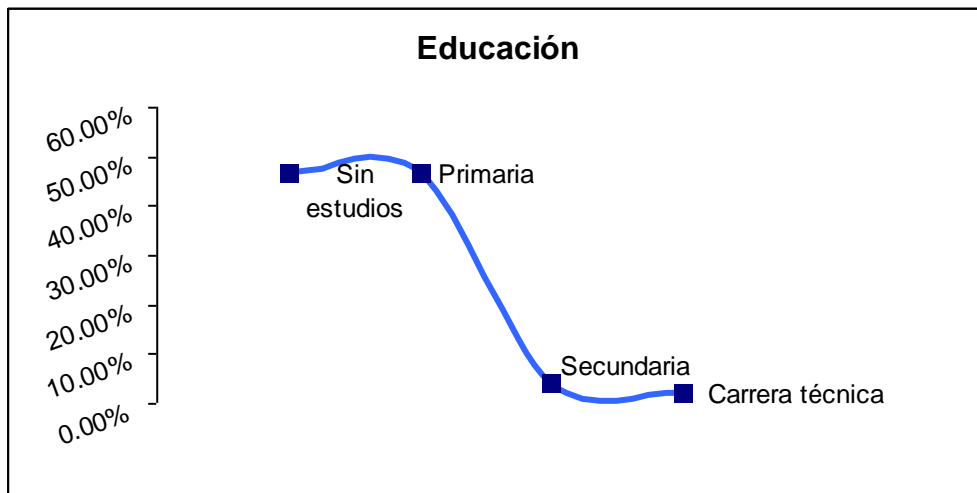 Educación
60.00%
50.00%
40.00%
30.00%
20.00%
10.00%
0.00%
Sin
estudios
Primaria
Secundaria
Carrera técnica